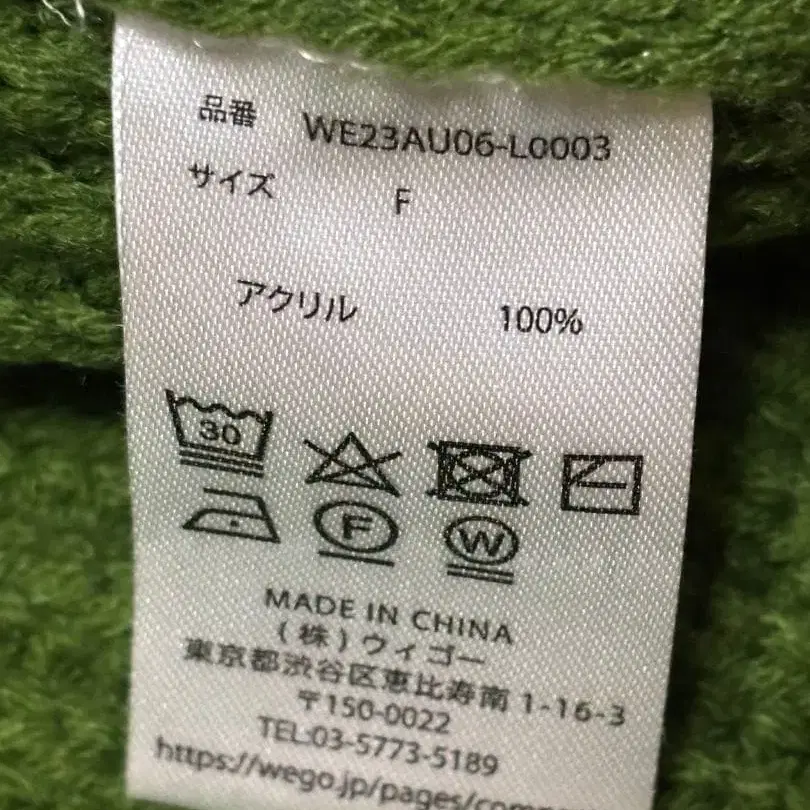 品番 WE23AU06-L0003
サイズ F
アクリル 100%
30
F W
MADE IN CHINA
(株)ウィゴー
東京都渋谷区恵比寿南1-16-3
〒150-0022
TEL:03-5773-5189
https://wego.jp/pages/